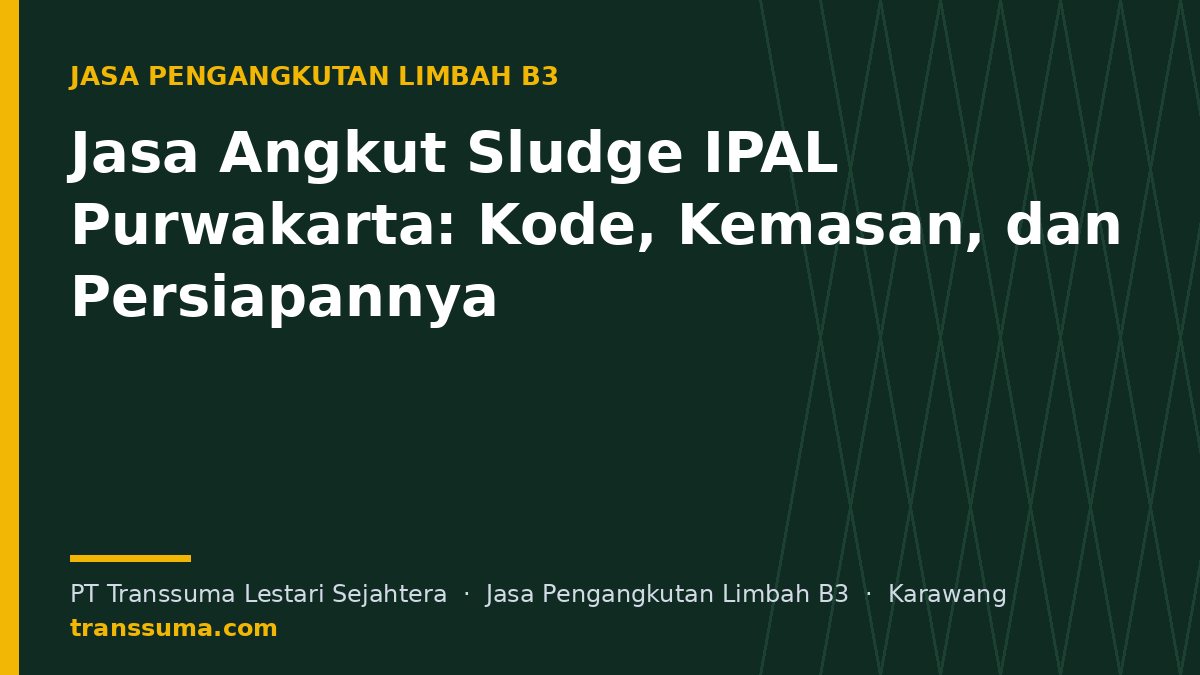 JASA PENGANGKUTAN LIMBAH B3
Jasa Angkut Sludge IPAL
Purwakarta: Kode, Kemasan, dan
Persiapannya
PT Transsuma Lestari Sejahtera · Jasa Pengangkutan Limbah B3 · Karawang
transsuma.com